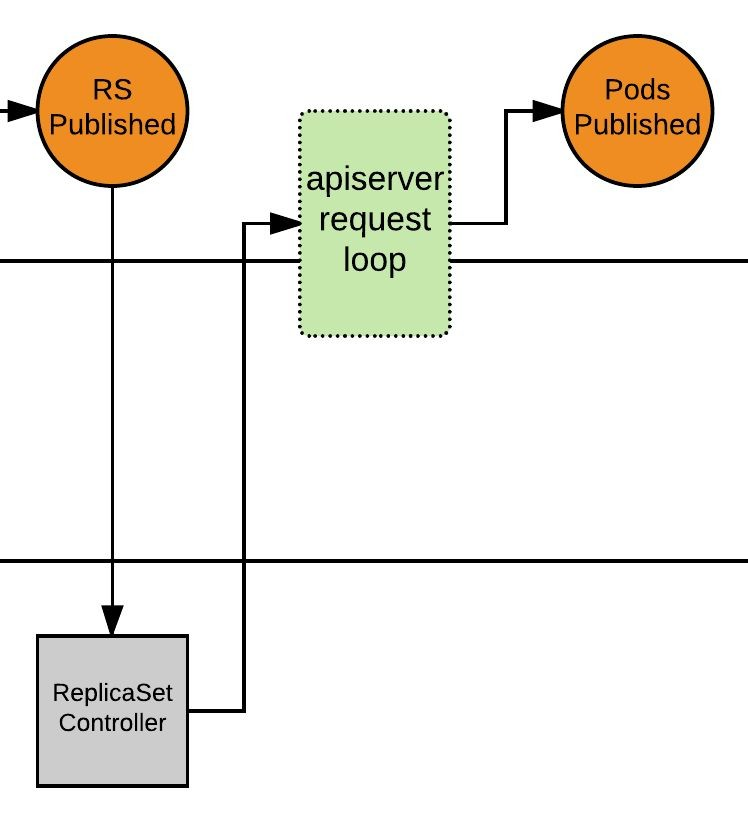 RS
Published
apiserver
request
loop
Pods
Published
ReplicaSet
Controller